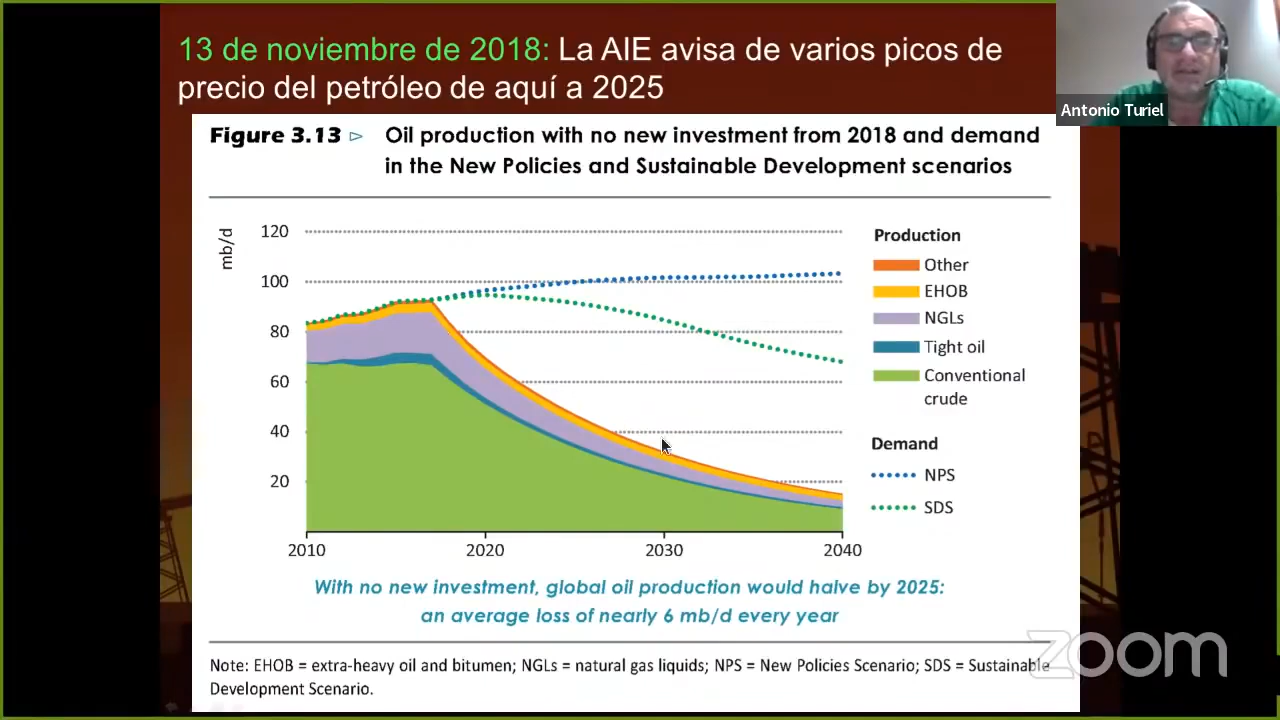 13 de noviembre de 2018: La AIE avisa de varios picos de
precio del petróleo de aquí a 2025
Antonio Turiel
Figure 3.13 ▷ Oil production with no new investment from 2018 and demand
in the New Policies and Sustainable Development scenarios
mb/d
120
100
80
60
40
20
2010 2020 2030 2040
Production
Other
EHOB
NGLs
Tight oil
Conventional
crude
Demand
NPS
SDS
With no new investment, global oil production would halve by 2025:
an average loss of nearly 6 mb/d every year
Note: EHOB = extra-heavy oil and bitumen; NGLs = natural gas liquids; NPS = New Policies Scenario; SDS = Sustainable
Development Scenario.
zoom